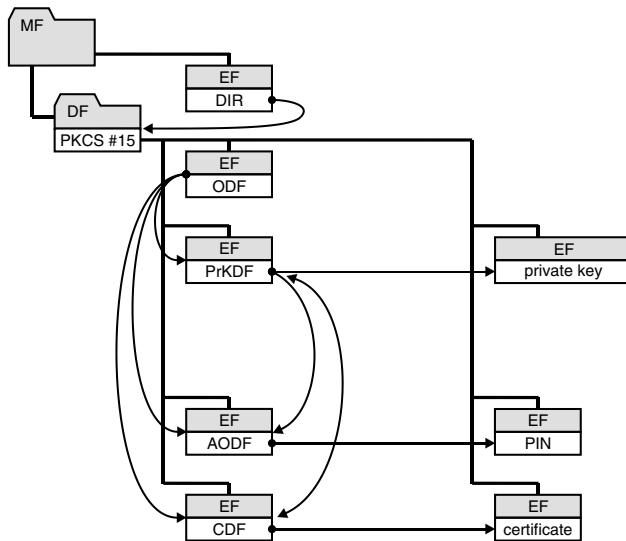 MF
EF
DIR
DF
PKCS #15
EF
ODF
EF
PrKDF
EF
private key
EF
AODF
EF
PIN
EF
CDF
EF
certificate